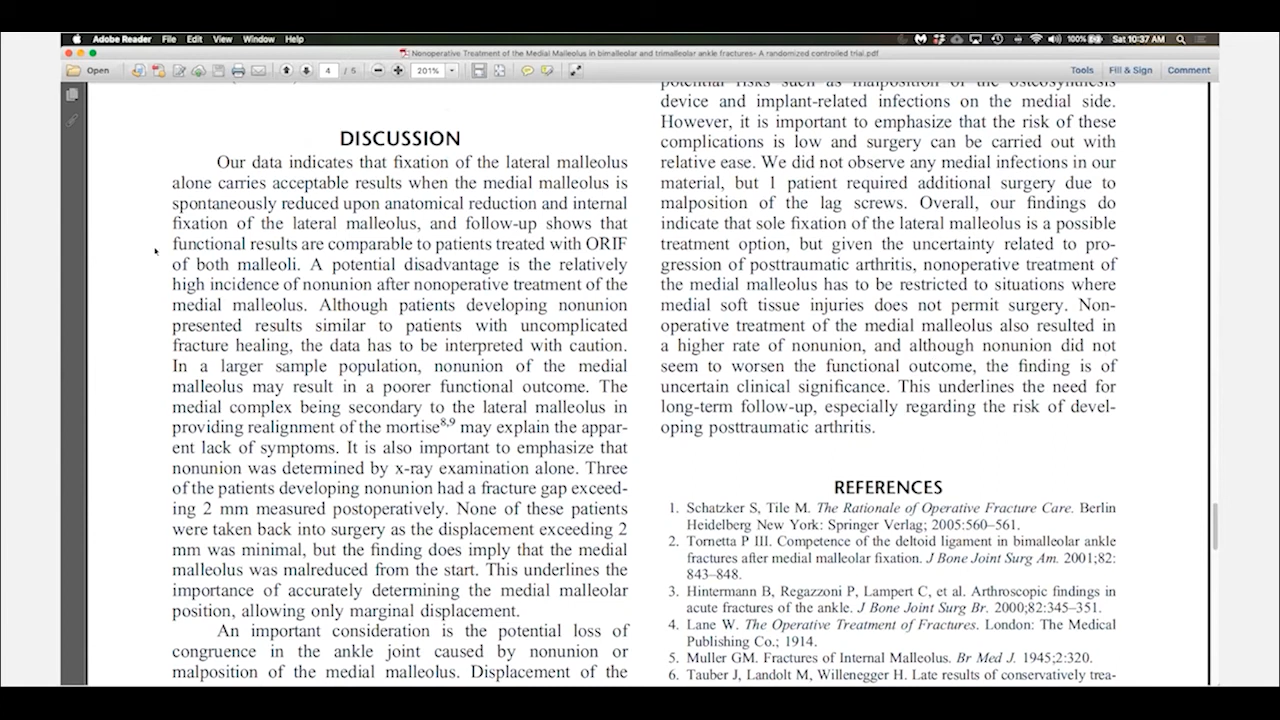 Adobe Reader File Edit View Window Help 100% Sat 10:37 AM
Nonoperative Treatment of the Medial Malleolus in bimalleolar and trimalleolar ankle fractures- A randomized controlled trial.pdf
Open 4 / 5 201% Tools Fill & Sign Comment
DISCUSSION
Our data indicates that fixation of the lateral malleolus
alone carries acceptable results when the medial malleolus is
spontaneously reduced upon anatomical reduction and internal
fixation of the lateral malleolus, and follow-up shows that
functional results are comparable to patients treated with ORIF
of both malleoli. A potential disadvantage is the relatively
high incidence of nonunion after nonoperative treatment of the
medial malleolus. Although patients developing nonunion
presented results similar to patients with uncomplicated
fracture healing, the data has to be interpreted with caution.
In a larger sample population, nonunion of the medial
malleolus may result in a poorer functional outcome. The
medial complex being secondary to the lateral malleolus in
providing realignment of the mortise8,9 may explain the appar-
ent lack of symptoms. It is also important to emphasize that
nonunion was determined by x-ray examination alone. Three
of the patients developing nonunion had a fracture gap exceed-
ing 2 mm measured postoperatively. None of these patients
were taken back into surgery as the displacement exceeding 2
mm was minimal, but the finding does imply that the medial
malleolus was malreduced from the start. This underlines the
importance of accurately determining the medial malleolar
position, allowing only marginal displacement.
An important consideration is the potential loss of
congruence in the ankle joint caused by nonunion or
malposition of the medial malleolus. Displacement of the
potential risks such as malposition of the osteosynthesis
device and implant-related infections on the medial side.
However, it is important to emphasize that the risk of these
complications is low and surgery can be carried out with
relative ease. We did not observe any medial infections in our
material, but 1 patient required additional surgery due to
malposition of the lag screws. Overall, our findings do
indicate that sole fixation of the lateral malleolus is a possible
treatment option, but given the uncertainty related to pro-
gression of posttraumatic arthritis, nonoperative treatment of
the medial malleolus has to be restricted to situations where
medial soft tissue injuries does not permit surgery. Non-
operative treatment of the medial malleolus also resulted in
a higher rate of nonunion, and although nonunion did not
seem to worsen the functional outcome, the finding is of
uncertain clinical significance. This underlines the need for
long-term follow-up, especially regarding the risk of devel-
oping posttraumatic arthritis.
REFERENCES
1. Schatzker S, Tile M. The Rationale of Operative Fracture Care. Berlin
Heidelberg New York: Springer Verlag; 2005:560–561.
2. Tornetta P III. Competence of the deltoid ligament in bimalleolar ankle
fractures after medial malleolar fixation. J Bone Joint Surg Am. 2001;82:
843–848.
3. Hintermann B, Regazzoni P, Lampert C, et al. Arthroscopic findings in
acute fractures of the ankle. J Bone Joint Surg Br. 2000;82:345–351.
4. Lane W. The Operative Treatment of Fractures. London: The Medical
Publishing Co.; 1914.
5. Muller GM. Fractures of Internal Malleolus. Br Med J. 1945;2:320.
6. Tauber J, Landolt M, Willenegger H. Late results of conservatively trea-